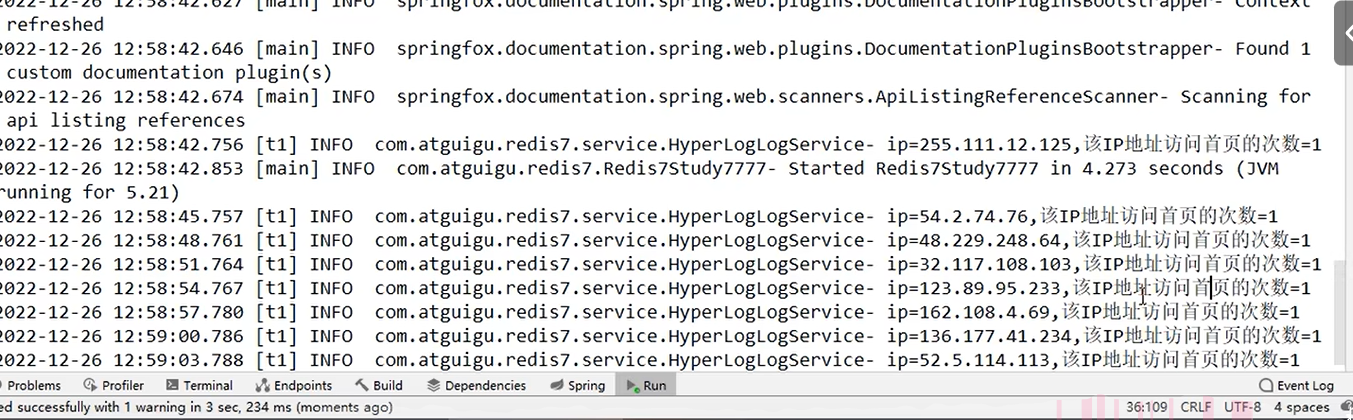 2022-12-26 12:58:42.627 [main] INFO  springfox.documentation.spring.web.plugins.DocumentationPluginsBootstrapper- Context
refreshed
2022-12-26 12:58:42.646 [main] INFO  springfox.documentation.spring.web.plugins.DocumentationPluginsBootstrapper- Found 1
custom documentation plugin(s)
2022-12-26 12:58:42.674 [main] INFO  springfox.documentation.spring.web.scanners.ApiListingReferenceScanner- Scanning for
api listing references
2022-12-26 12:58:42.756 [t1] INFO  com.atguigu.redis7.service.HyperLogLogService- ip=255.111.12.125,该IP地址访问首页的次数=1
2022-12-26 12:58:42.853 [main] INFO  com.atguigu.redis7.Redis7Study7777- Started Redis7Study7777 in 4.273 seconds (JVM
running for 5.21)
2022-12-26 12:58:45.757 [t1] INFO  com.atguigu.redis7.service.HyperLogLogService- ip=54.2.74.76,该IP地址访问首页的次数=1
2022-12-26 12:58:48.761 [t1] INFO  com.atguigu.redis7.service.HyperLogLogService- ip=48.229.248.64,该IP地址访问首页的次数=1
2022-12-26 12:58:51.764 [t1] INFO  com.atguigu.redis7.service.HyperLogLogService- ip=32.117.108.103,该IP地址访问首页的次数=1
2022-12-26 12:58:54.767 [t1] INFO  com.atguigu.redis7.service.HyperLogLogService- ip=123.89.95.233,该IP地址访问首页的次数=1
2022-12-26 12:58:57.780 [t1] INFO  com.atguigu.redis7.service.HyperLogLogService- ip=162.108.4.69,该IP地址访问首页的次数=1
2022-12-26 12:59:00.786 [t1] INFO  com.atguigu.redis7.service.HyperLogLogService- ip=136.177.41.234,该IP地址访问首页的次数=1
2022-12-26 12:59:03.788 [t1] INFO  com.atguigu.redis7.service.HyperLogLogService- ip=52.5.114.113,该IP地址访问首页的次数=1
Problems Profiler Terminal Endpoints Build Dependencies Spring Run Event Log
ed successfully with 1 warning in 3 sec, 234 ms (moments ago) 36:109 CRLF UTF-8 4 spaces